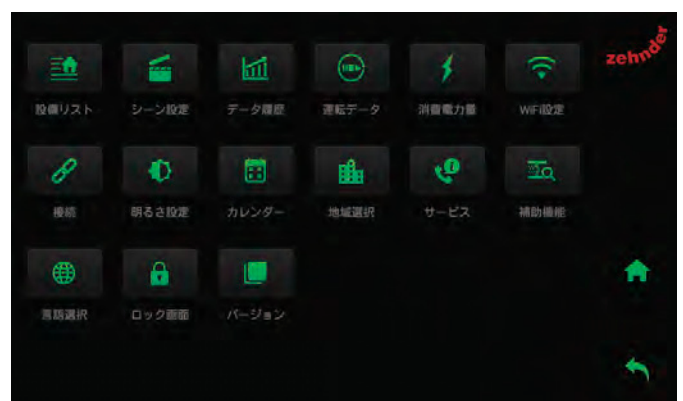 zehnder
設備リスト シーン設定 データ履歴 運転データ 消費電力量 WiFi設定
接続 明るさ設定 カレンダー 地域選択 サービス 補助機能
言語選択 ロック画面 バージョン